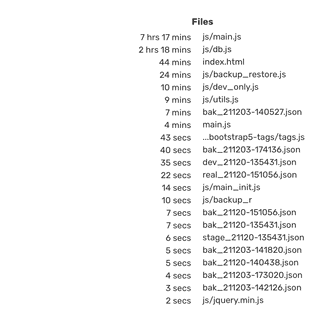 Files
7 hrs 17 mins js/main.js
2 hrs 18 mins js/db.js
44 mins index.html
24 mins js/backup_restore.js
10 mins js/dev_only.js
9 mins js/utils.js
7 mins bak_211203-140527.json
4 mins main.js
43 secs ...bootstrap5-tags/tags.js
40 secs bak_211203-174136.json
35 secs dev_21120-135431.json
22 secs real_21120-151056.json
14 secs js/main_init.js
10 secs js/backup_r
7 secs bak_21120-151056.json
7 secs bak_21120-135431.json
6 secs stage_21120-135431.json
5 secs bak_211203-141820.json
5 secs bak_21120-140438.json
4 secs bak_211203-173020.json
3 secs bak_211203-142126.json
2 secs js/jquery.min.js